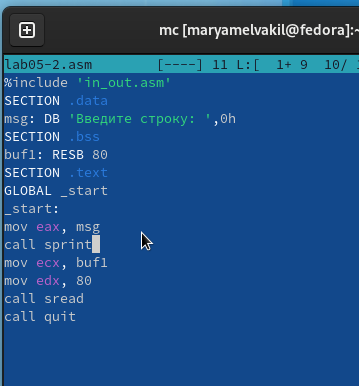 mc [maryamelvakil@fedora]:~
lab05-2.asm [----] 11 L:[ 1+ 9 10/ 1
%include 'in_out.asm'
SECTION .data
msg: DB 'Введите строку: ',0h
SECTION .bss
buf1: RESB 80
SECTION .text
GLOBAL _start
_start:
mov eax, msg
call sprint
mov ecx, buf1
mov edx, 80
call sread
call quit